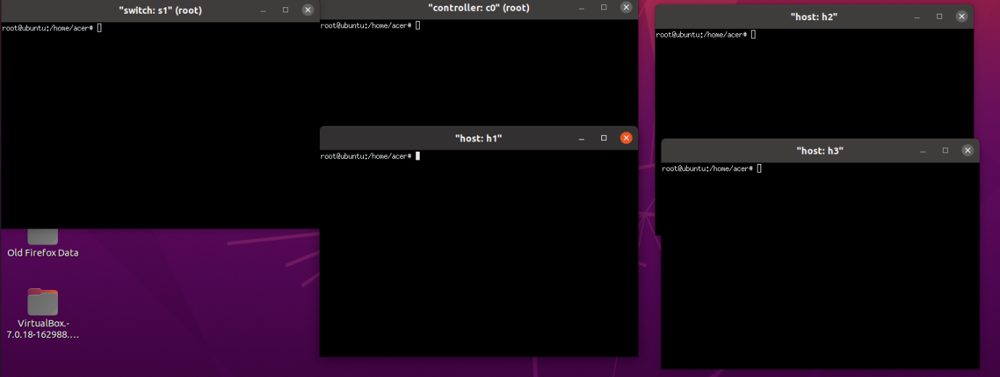 "switch: s1" (root)
root@ubuntu:/home/acer#
"controller: c0" (root)
root@ubuntu:/home/acer#
"host: h2"
root@ubuntu:/home/acer#
"host: h1"
root@ubuntu:/home/acer#
"host: h3"
root@ubuntu:/home/acer#
Old Firefox Data
VirtualBox.-
7.0.18-162988....